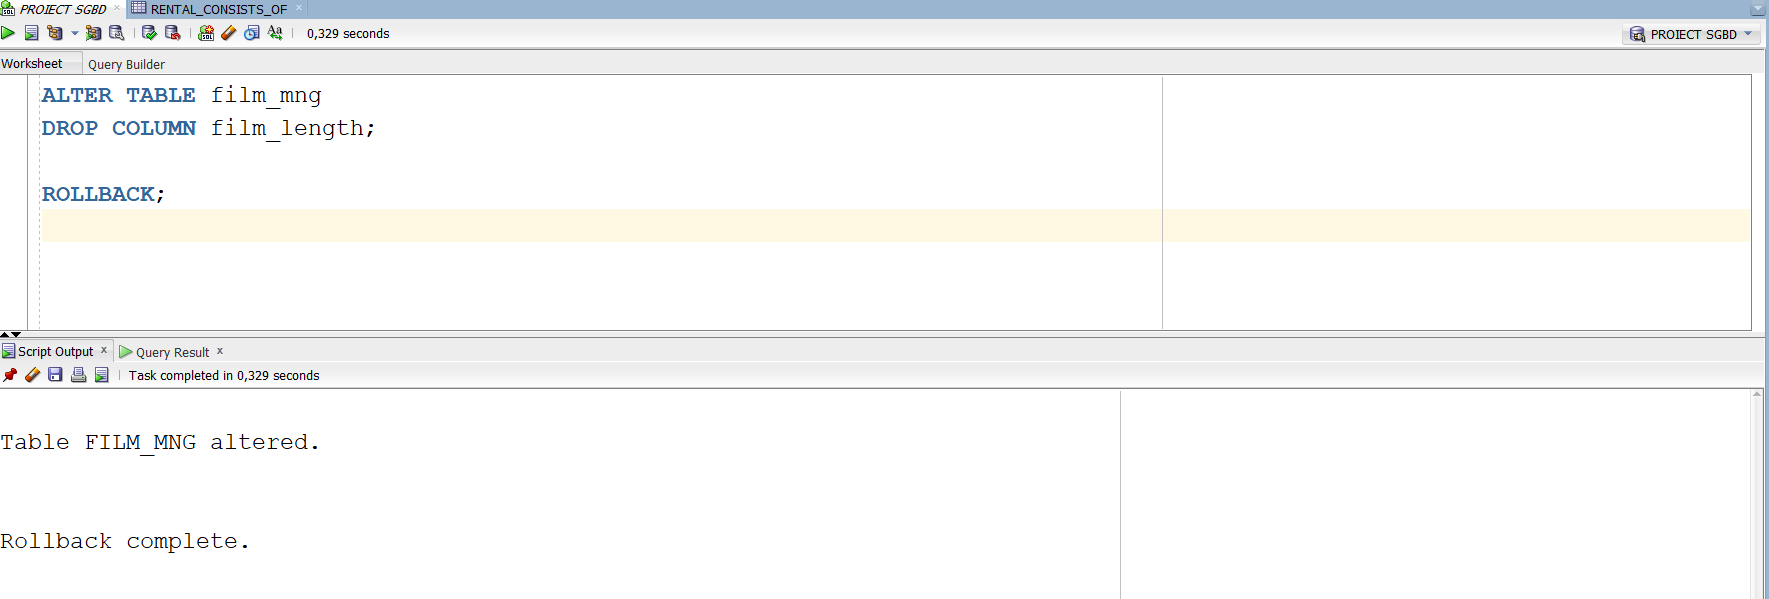 PROIECT SGBD RENTAL_CONSISTS_OF
0,329 seconds PROIECT SGBD
Worksheet Query Builder
ALTER TABLE film_mng
DROP COLUMN film_length;
ROLLBACK;
Script Output x Query Result x
Task completed in 0,329 seconds
Table FILM_MNG altered.
Rollback complete.